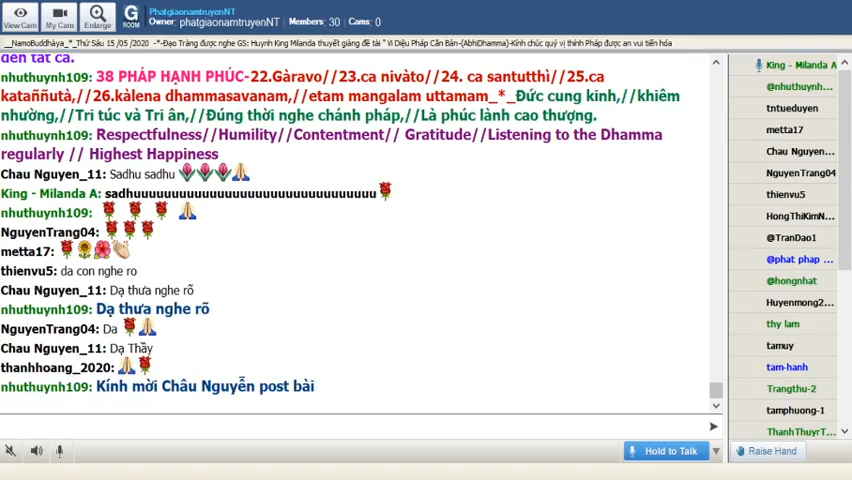 PhatgiaonamtruyenNT
Owner: phatgiaonamtruyenNT Members: 30 Cams: 0
View Cam My Cam Enlarge G ROOM
__NamoBuddhàya_*_Thứ Sáu 15 /05 /2020 -*-Đạo Tràng được nghe GS: Huynh King Milanda thuyết giảng đề tài " Vi Diệu Pháp Căn Bản-(AbhiDhamma)-Kính chúc quý vị thính Pháp được an vui tiến hóa
đến tất cả.
nhuthuynh109: 38 PHÁP HẠNH PHÚC-22.Gàravo//23.ca nivàto//24. ca santutthì//25.ca
kataññutà,//26.kàlena dhammasavanam,//etam mangalam uttamam_*_Đức cung kinh,//khiêm
nhường,//Tri túc và Tri ân,//Đúng thời nghe chánh pháp,//Là phúc lành cao thượng.
nhuthuynh109: Respectfulness//Humility//Contentment// Gratitude//Listening to the Dhamma
regularly // Highest Happiness
Chau Nguyen_11: Sadhu sadhu
King - Milanda A: sadhuuuuuuuuuuuuuuuuuuuuuuuuuuuuuuuu
nhuthuynh109:
NguyenTrang04:
metta17:
thienvu5: da con nghe ro
Chau Nguyen_11: Dạ thưa nghe rõ
nhuthuynh109: Dạ thưa nghe rõ
NguyenTrang04: Da
Chau Nguyen_11: Dạ Thầy
thanhhoang_2020:
nhuthuynh109: Kính mời Châu Nguyễn post bài
King - Milanda A
@nhuthuynh...
tntueduyen
metta17
Chau Nguyen...
NguyenTrang04
thienvu5
HongThiKimN...
@TranDao1
@phat phap ...
@hongnhat
Huyenmong2...
thy lam
tamuy
tam-hanh
Trangthu-2
tamphuong-1
ThanhThuyrT...
Hold to Talk
Raise Hand